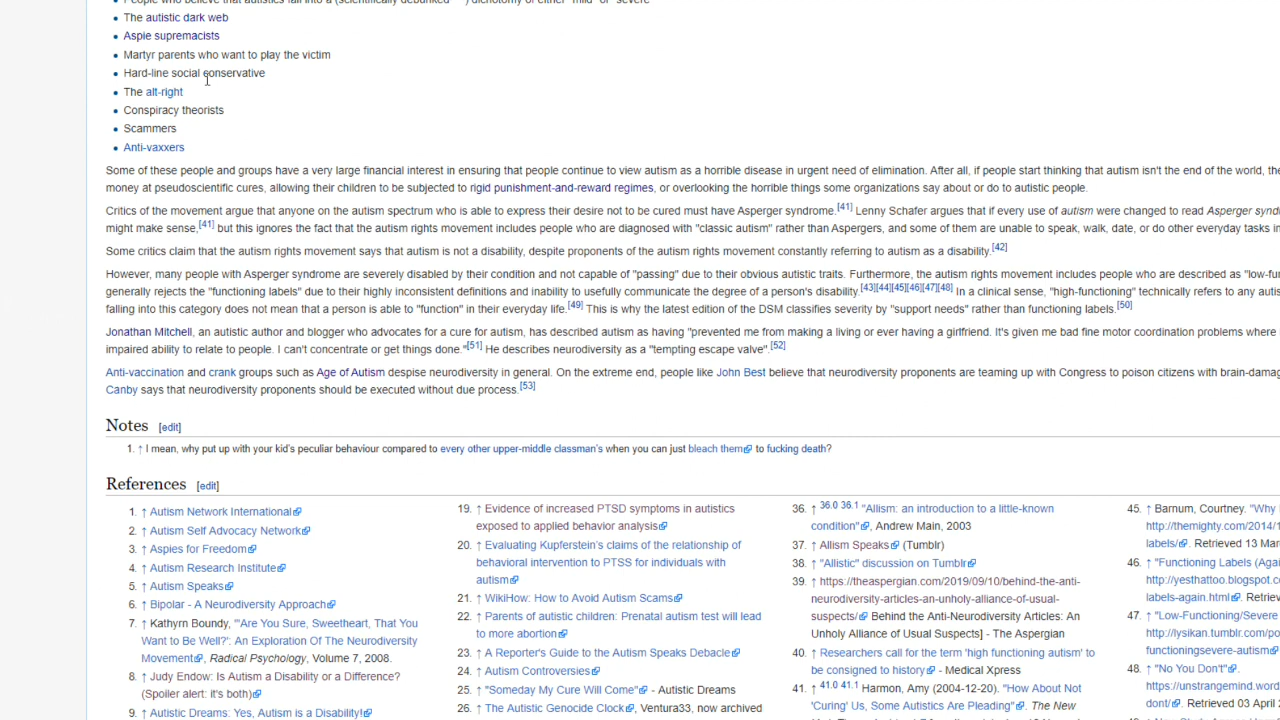 People who believe that autistics fall into a (scientifically debunked ) dichotomy of either "mild" or "severe"
The autistic dark web
Aspie supremacists
Martyr parents who want to play the victim
Hard-line social conservative
The alt-right
Conspiracy theorists
Scammers
Anti-vaxxers
Some of these people and groups have a very large financial interest in ensuring that people continue to view autism as a horrible disease in urgent need of elimination. After all, if people start thinking that autism isn't the end of the world,
money at pseudoscientific cures, allowing their children to be subjected to rigid punishment-and-reward regimes, or overlooking the horrible things some organizations say about or do to autistic people.
Critics of the movement argue that anyone on the autism spectrum who is able to express their desire not to be cured must have Asperger syndrome.[41] Lenny Schafer argues that if every use of autism were changed to read Asperger
might make sense,[41] but this ignores the fact that the autism rights movement includes people who are diagnosed with "classic autism" rather than Aspergers, and some of them are unable to speak, walk, date, or do other everyday tasks
Some critics claim that the autism rights movement says that autism is not a disability, despite proponents of the autism rights movement constantly referring to autism as a disability.[42]
However, many people with Asperger syndrome are severely disabled by their condition and not capable of "passing" due to their obvious autistic traits. Furthermore, the autism rights movement includes people who are described as
generally rejects the "functioning labels" due to their highly inconsistent definitions and inability to usefully communicate the degree of a person's disability.[43][44][45][46][47][48] In a clinical sense, "high-functioning" technically refers to any
falling into this category does not mean that a person is able to "function" in their everyday life.[49] This is why the latest edition of the DSM classifies severity by "support needs" rather than functioning labels.[50]
Jonathan Mitchell, an autistic author and blogger who advocates for a cure for autism, has described autism as having "prevented me from making a living or ever having a girlfriend. It's given me bad fine motor coordination problems where
impaired ability to relate to people. I can't concentrate or get things done."[51] He describes neurodiversity as a "tempting escape valve".[52]
Anti-vaccination and crank groups such as Age of Autism despise neurodiversity in general. On the extreme end, people like John Best believe that neurodiversity proponents are teaming up with Congress to poison citizens with
Canby says that neurodiversity proponents should be executed without due process.[53]
Notes [edit]
1. ↑ I mean, why put up with your kid's peculiar behaviour compared to every other upper-middle classman's when you can just bleach them to fucking death?
References [edit]
1. ↑ Autism Network International
2. ↑ Autism Self Advocacy Network
3. ↑ Aspies for Freedom
4. ↑ Autism Research Institute
5. ↑ Autism Speaks
6. ↑ Bipolar - A Neurodiversity Approach
7. ↑ Kathyrn Boundy, "'Are You Sure, Sweetheart, That You
Want to Be Well?': An Exploration Of The Neurodiversity
Movement, Radical Psychology, Volume 7, 2008.
8. ↑ Judy Endow: Is Autism a Disability or a Difference?
(Spoiler alert: it's both)
9. ↑ Autistic Dreams: Yes, Autism is a Disability!
19. ↑ Evidence of increased PTSD symptoms in autistics
exposed to applied behavior analysis
20. ↑ Evaluating Kupferstein's claims of the relationship of
behavioral intervention to PTSS for individuals with
autism
21. ↑ WikiHow: How to Avoid Autism Scams
22. ↑ Parents of autistic children: Prenatal autism test will lead
to more abortion
23. ↑ A Reporter's Guide to the Autism Speaks Debacle
24. ↑ Autism Controversies
25. ↑ "Someday My Cure Will Come" - Autistic Dreams
26. ↑ The Autistic Genocide Clock, Ventura33, now archived
36. ↑ 36.0 36.1 "Allism: an introduction to a little-known
condition", Andrew Main, 2003
37. ↑ Allism Speaks (Tumblr)
38. ↑ "Allistic" discussion on Tumblr
39. ↑ https://theaspergian.com/2019/09/10/behind-the-anti-
neurodiversity-articles-an-unholy-alliance-of-usual-
suspects/ Behind the Anti-Neurodiversity Articles: An
Unholy Alliance of Usual Suspects] - The Aspergian
40. ↑ Researchers call for the term 'high functioning autism' to
be consigned to history - Medical Xpress
41. ↑ 41.0 41.1 Harmon, Amy (2004-12-20). "How About Not
'Curing' Us, Some Autistics Are Pleading". The New
45. ↑ Barnum, Courtney. "Why
http://themighty.com/2014/
labels/. Retrieved 13
46. ↑ "Functioning Labels
http://yesthattoo.blogspot.
labels-again.html.
47. ↑ "Low-Functioning/Severe
http://lysikan.tumblr.com/
functioningsevere-autism
48. ↑ "No You Don't".
https://unstrangemind.
dont/. Retrieved 03 April